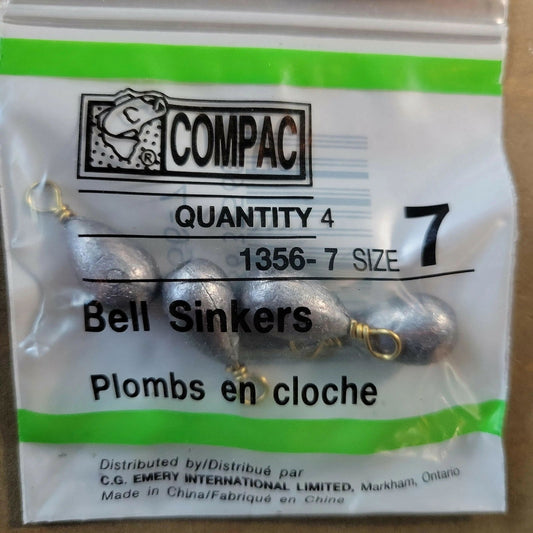 C
®
COMPAC
QUANTITY 4
1356-7 SIZE 7
Bell Sinkers
Plombs en cloche
Distributed by/Distribué par
C.G. EMERY INTERNATIONAL LIMITED, Markham, Ontario
Made in China/Fabriqué en Chine